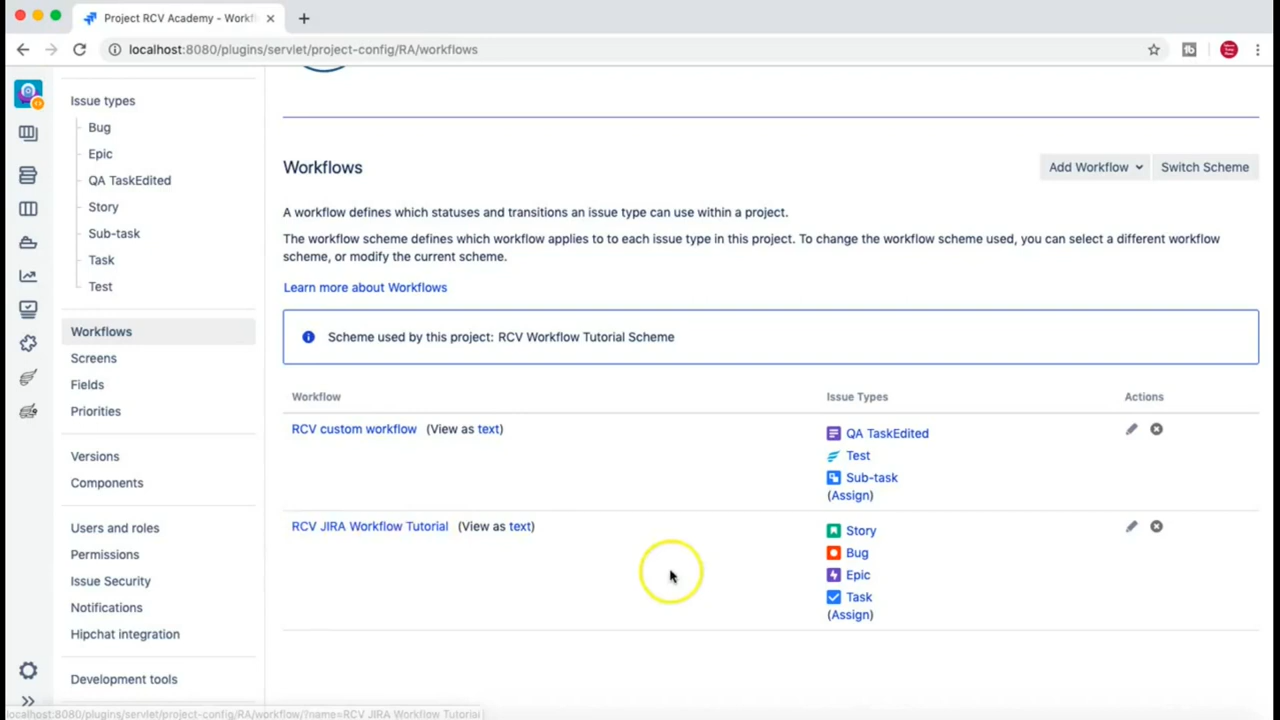 Project RCV Academy - Workfl
localhost:8080/plugins/servlet/project-config/RA/workflows
Issue types
Bug
Epic
QA TaskEdited
Story
Sub-task
Task
Test
Workflows
Screens
Fields
Priorities
Versions
Components
Users and roles
Permissions
Issue Security
Notifications
Hipchat integration
Development tools
Workflows
Add Workflow
Switch Scheme
A workflow defines which statuses and transitions an issue type can use within a project.
The workflow scheme defines which workflow applies to to each issue type in this project. To change the workflow scheme used, you can select a different workflow
scheme, or modify the current scheme.
Learn more about Workflows
Scheme used by this project: RCV Workflow Tutorial Scheme
Workflow Issue Types Actions
RCV custom workflow (View as text)
QA TaskEdited
Test
Sub-task
(Assign)
RCV JIRA Workflow Tutorial (View as text)
Story
Bug
Epic
Task
(Assign)
localhost:8080/plugins/servlet/project-config/RA/workflow/?name=RCV JIRA Workflow Tutorial